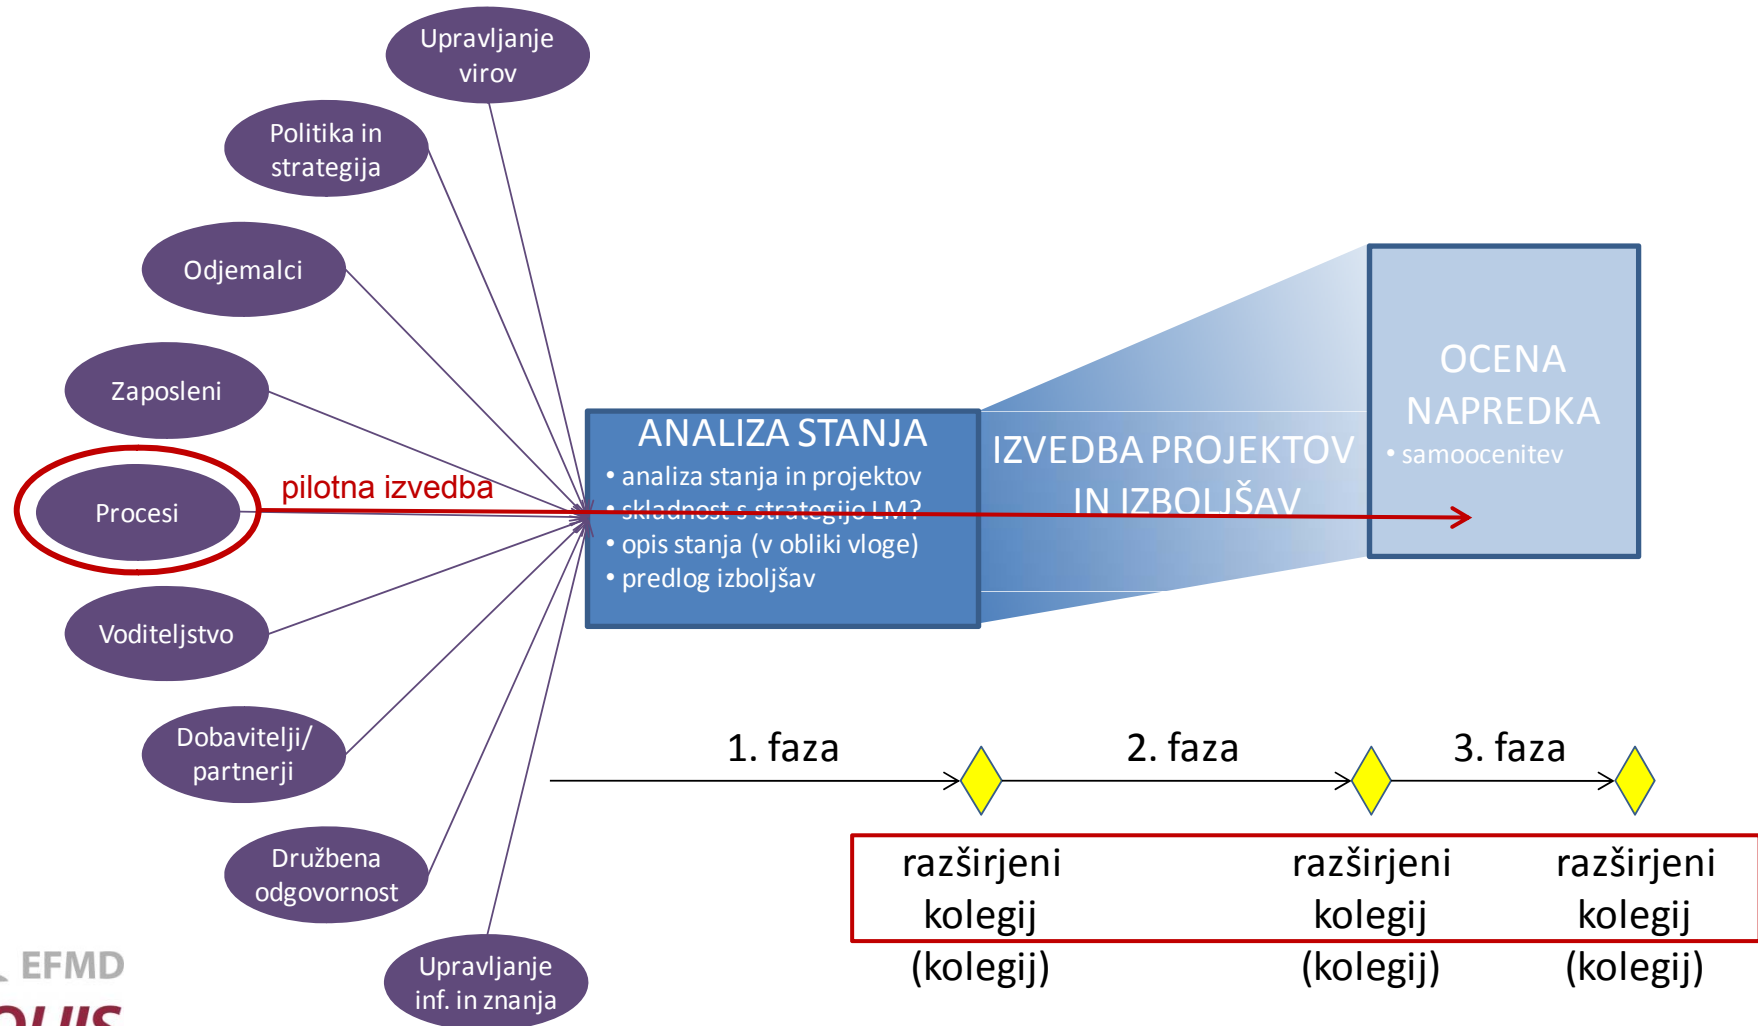 Upravljanje
virov
Politika in
strategija
Odjemalci
Zaposleni
Procesi
pilotna izvedba
Voditeljstvo
Dobavitelji/
partnerji
Družbena
odgovornost
Upravljanje
inf. in znanja
ANALIZA STANJA
• analiza stanja in projektov
• skladnost s strategijo LM?
• opis stanja (v obliki vloge)
• predlog izboljšav
IZVEDBA PROJEKTOV
IN IZBOLJŠAV
OCENA
NAPREDKA
• samoocenitev
1. faza
2. faza
3. faza
razširjeni
kolegij
(kolegij)
razširjeni
kolegij
(kolegij)
razširjeni
kolegij
(kolegij)
EFMD